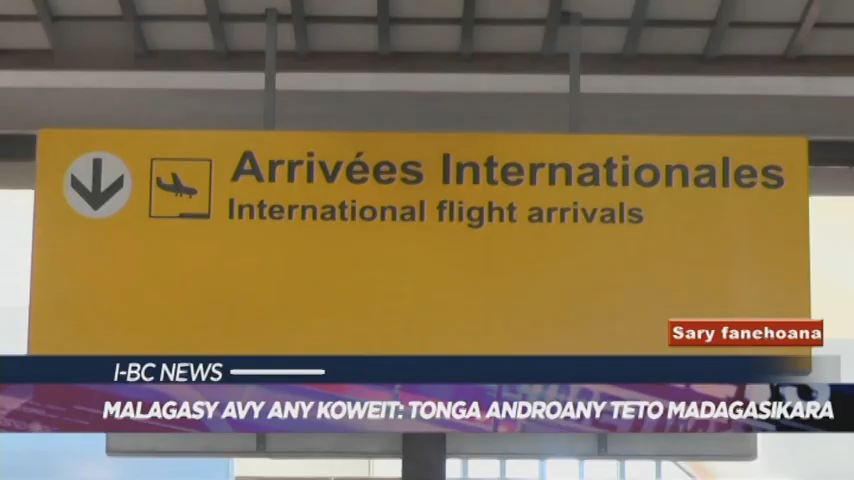 Arrivées Internationales
International flight arrivals
Sary fanehoana
I-BC NEWS
MALAGASY AVY ANY KOWEIT: TONGA ANDROANY TETO MADAGASIKARA